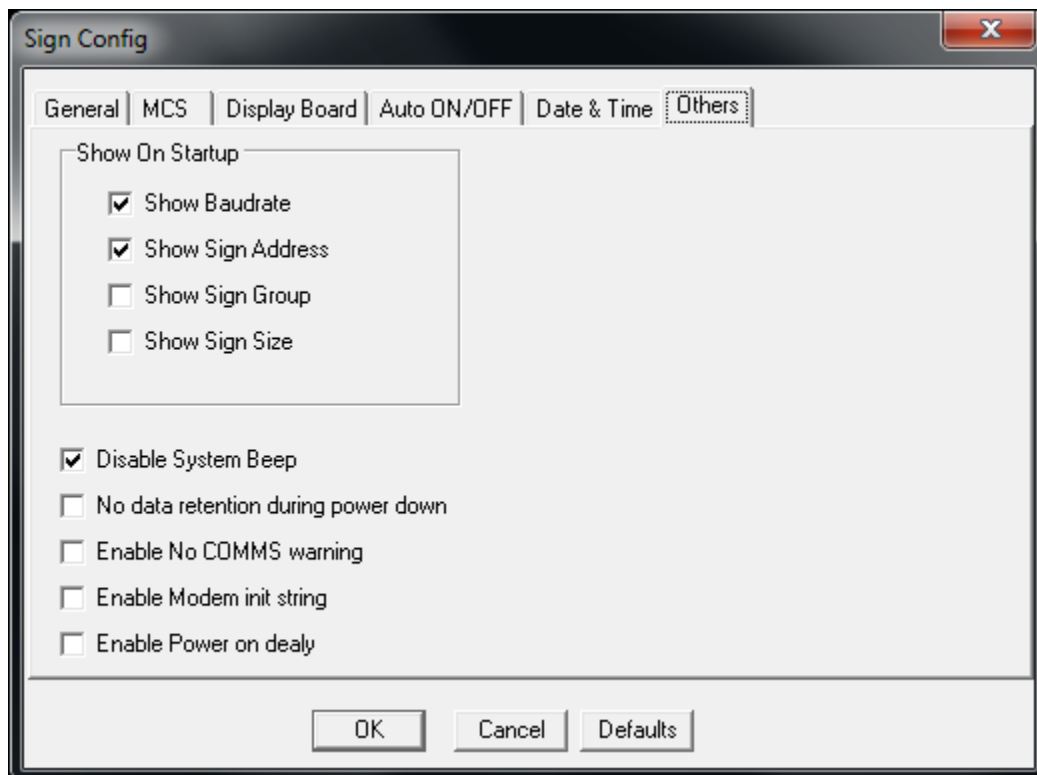 Sign Config
General MCS Display Board Auto ON/OFF Date & Time Others
Show On Startup
Show Baudrate
Show Sign Address
Show Sign Group
Show Sign Size
Disable System Beep
No data retention during power down
Enable No COMMS warning
Enable Modem init string
Enable Power on dealy
OK Cancel Defaults